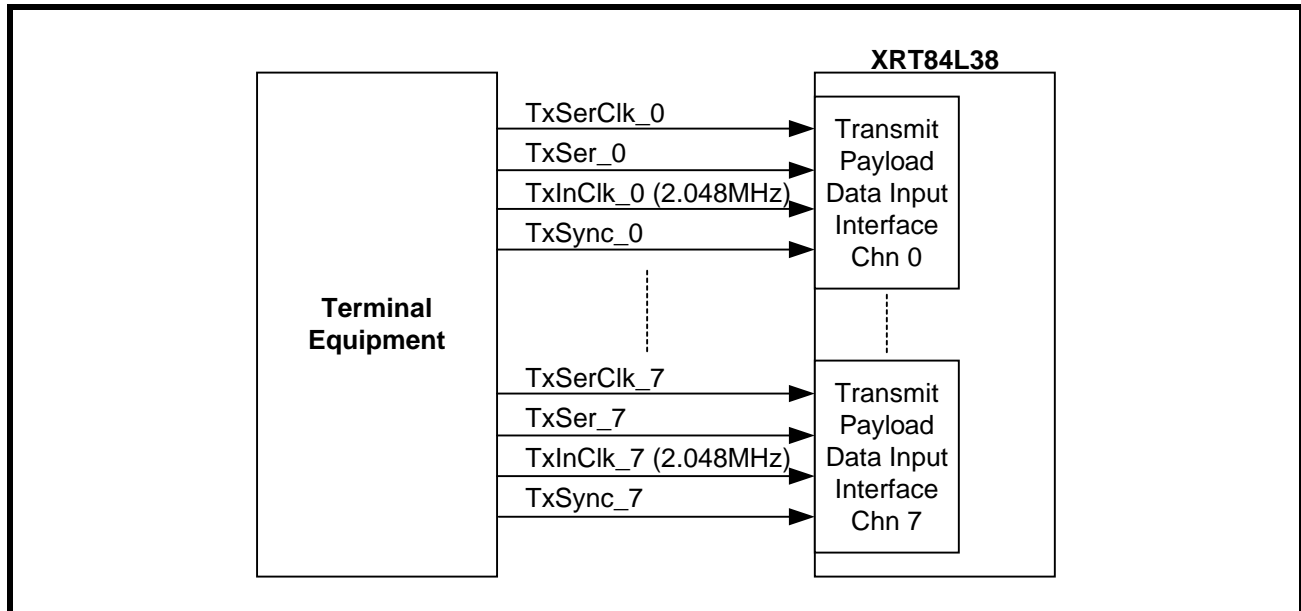 XRT84L38
Terminal
Equipment
TxSerClk_0
TxSer_0
TxInClk_0 (2.048MHz)
TxSync_0
Transmit
Payload
Data Input
Interface
Chn 0
TxSerClk_7
TxSer_7
TxInClk_7 (2.048MHz)
TxSync_7
Transmit
Payload
Data Input
Interface
Chn 7